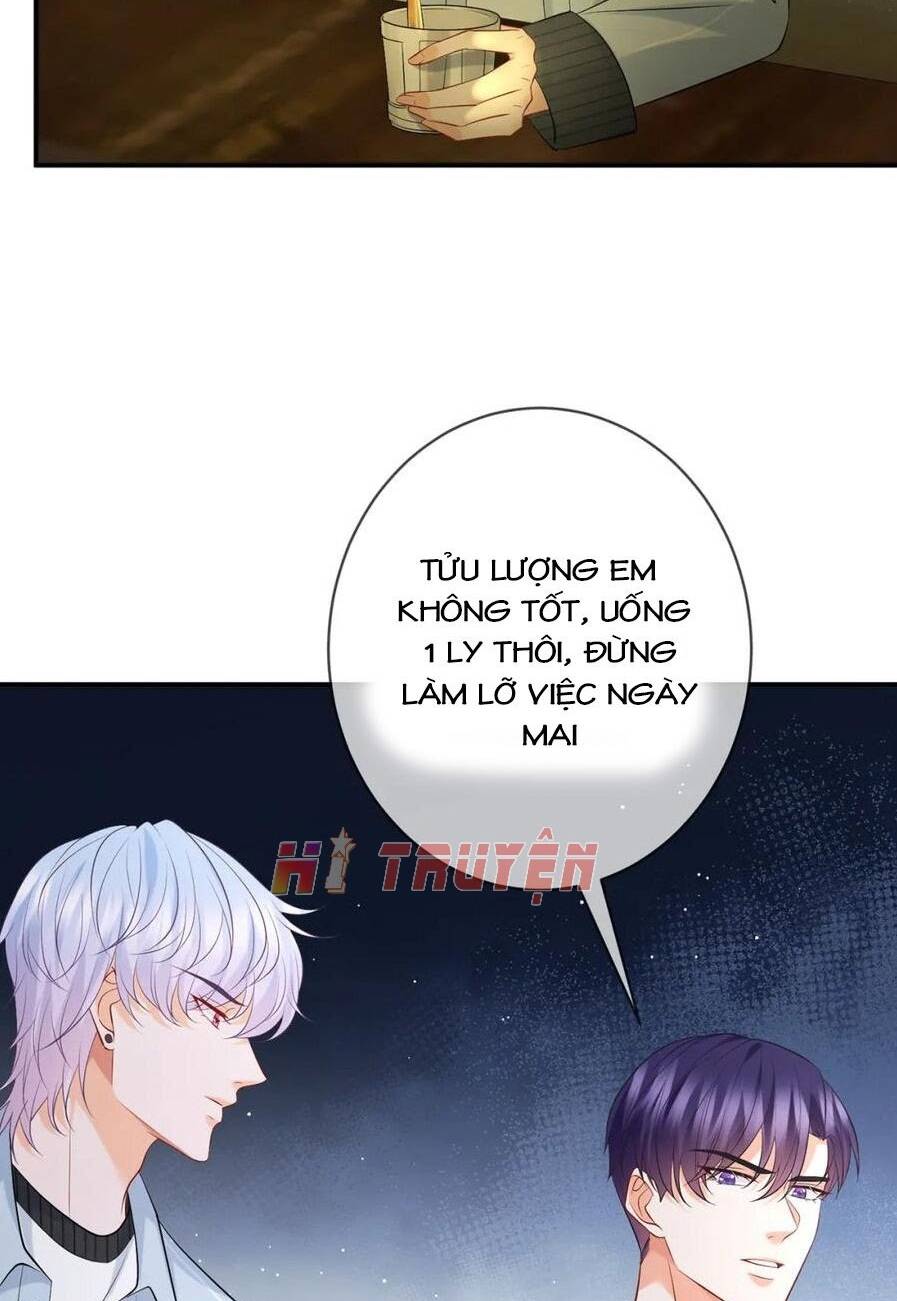 TỬU LƯỢNG EM
KHÔNG TỐT, UỐNG
1 LY THÔI, ĐỪNG
LÀM LỠ VIỆC NGÀY
MAI
HI TRUYỆN